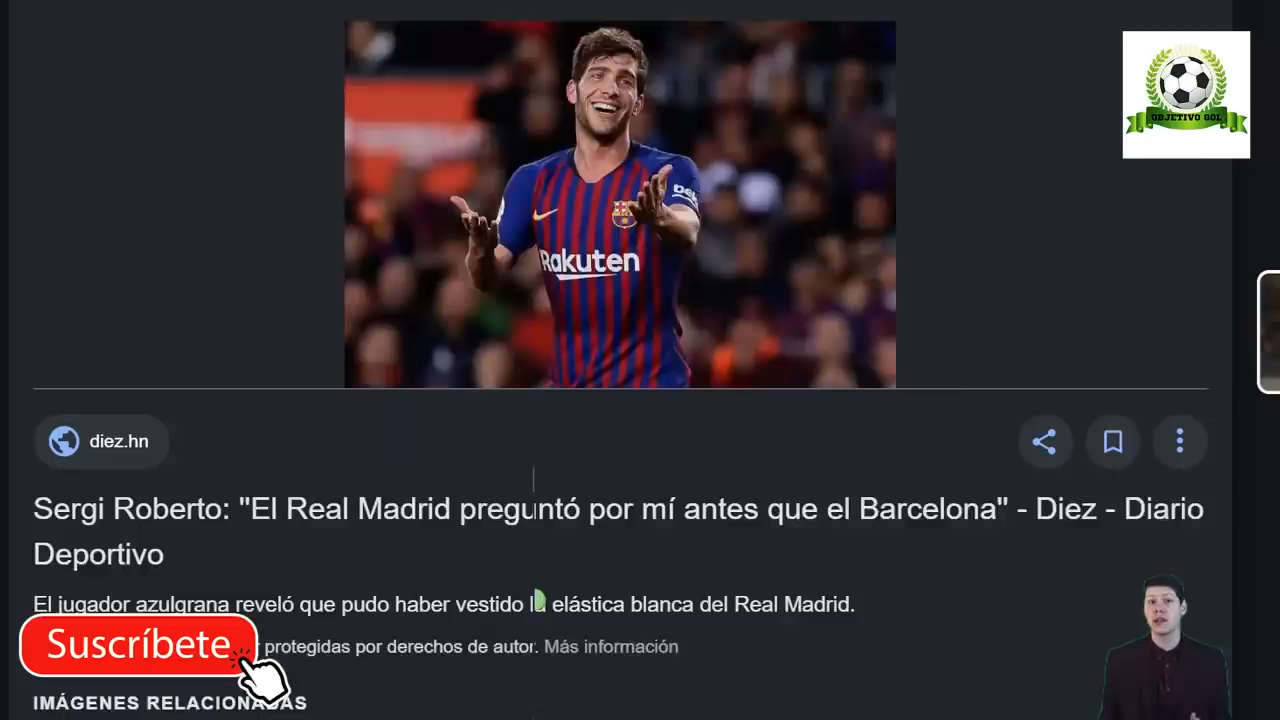 OBJETIVO GOL
beko
Rakuten
diez.hn
Sergi Roberto: "El Real Madrid preguntó por mí antes que el Barcelona" - Diez - Diario
Deportivo
El jugador azulgrana reveló que pudo haber vestido la elástica blanca del Real Madrid.
Suscríbete
protegidas por derechos de autor. Más información
IMÁGENES RELACIONADAS